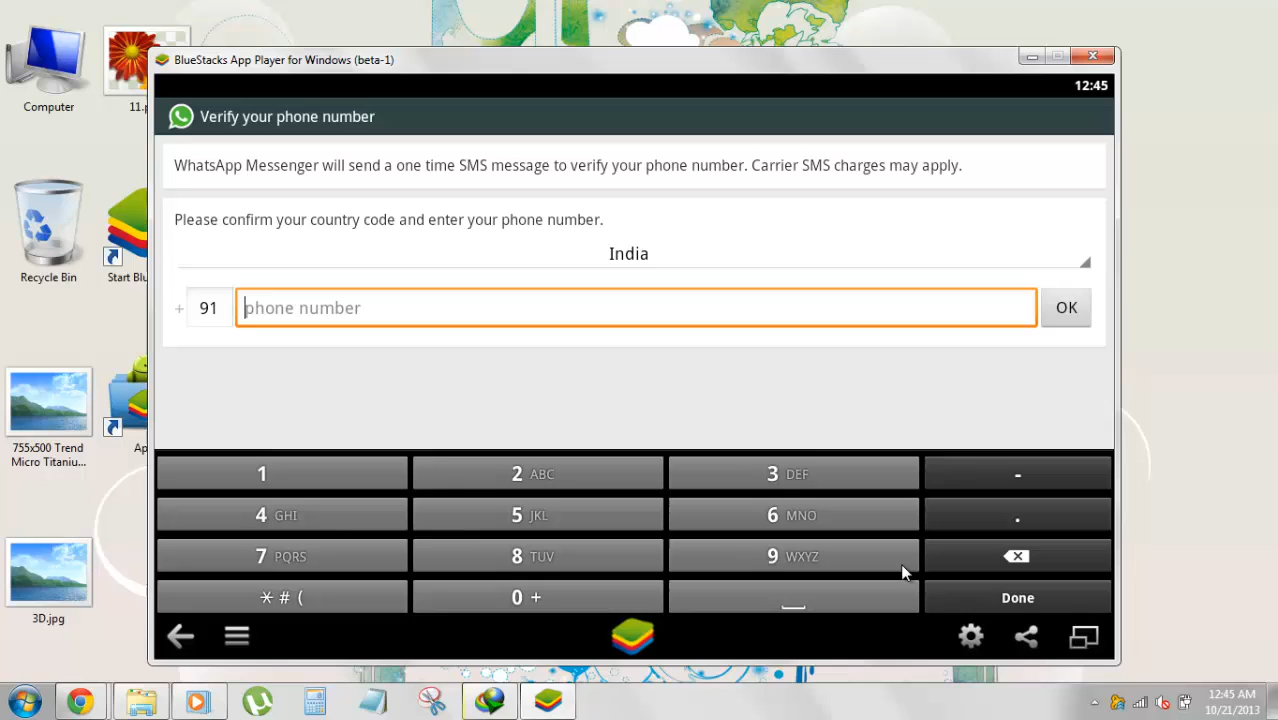 BlueStacks App Player for Windows (beta-1)
12:45
Verify your phone number
WhatsApp Messenger will send a one time SMS message to verify your phone number. Carrier SMS charges may apply.
Please confirm your country code and enter your phone number.
India
+ 91 phone number OK
1 2 ABC 3 DEF -
4 GHI 5 JKL 6 MNO .
7 PQRS 8 TUV 9 WXYZ
* # ( 0 + Done
Computer
11.p
Recycle Bin
Start Blu
755x500 Trend
Micro Titaniu...
Ap
3D.jpg
12:45 AM
10/21/2013